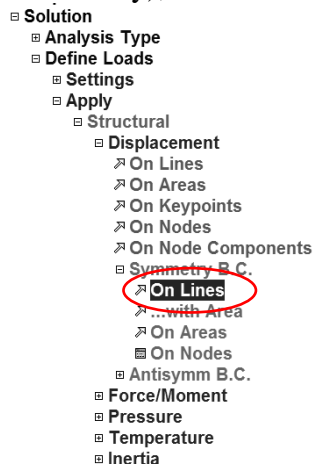 Solution
Analysis Type
Define Loads
Settings
Apply
Structural
Displacement
On Lines
On Areas
On Keypoints
On Nodes
On Node Components
Symmetry B.C.
On Lines
...with Area
On Areas
On Nodes
Antisymm B.C.
Force/Moment
Pressure
Temperature
Inertia